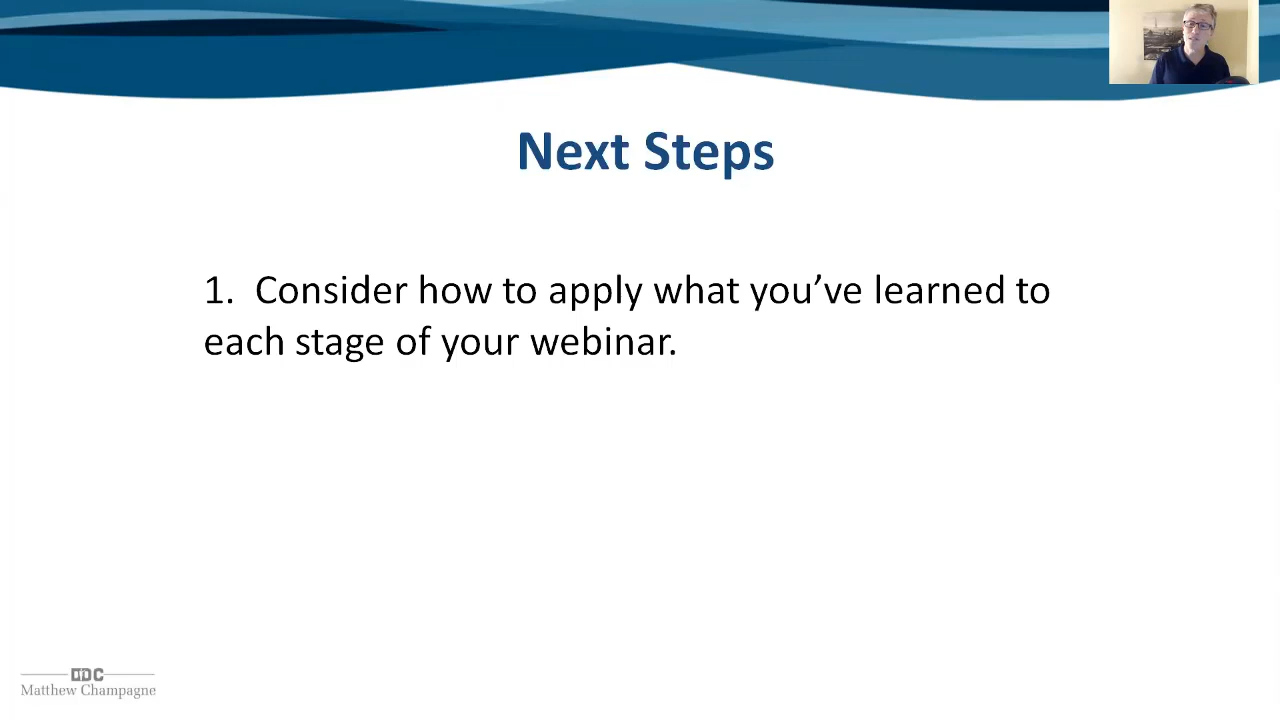 Next Steps
1. Consider how to apply what you’ve learned to
each stage of your webinar.
Matthew Champagne